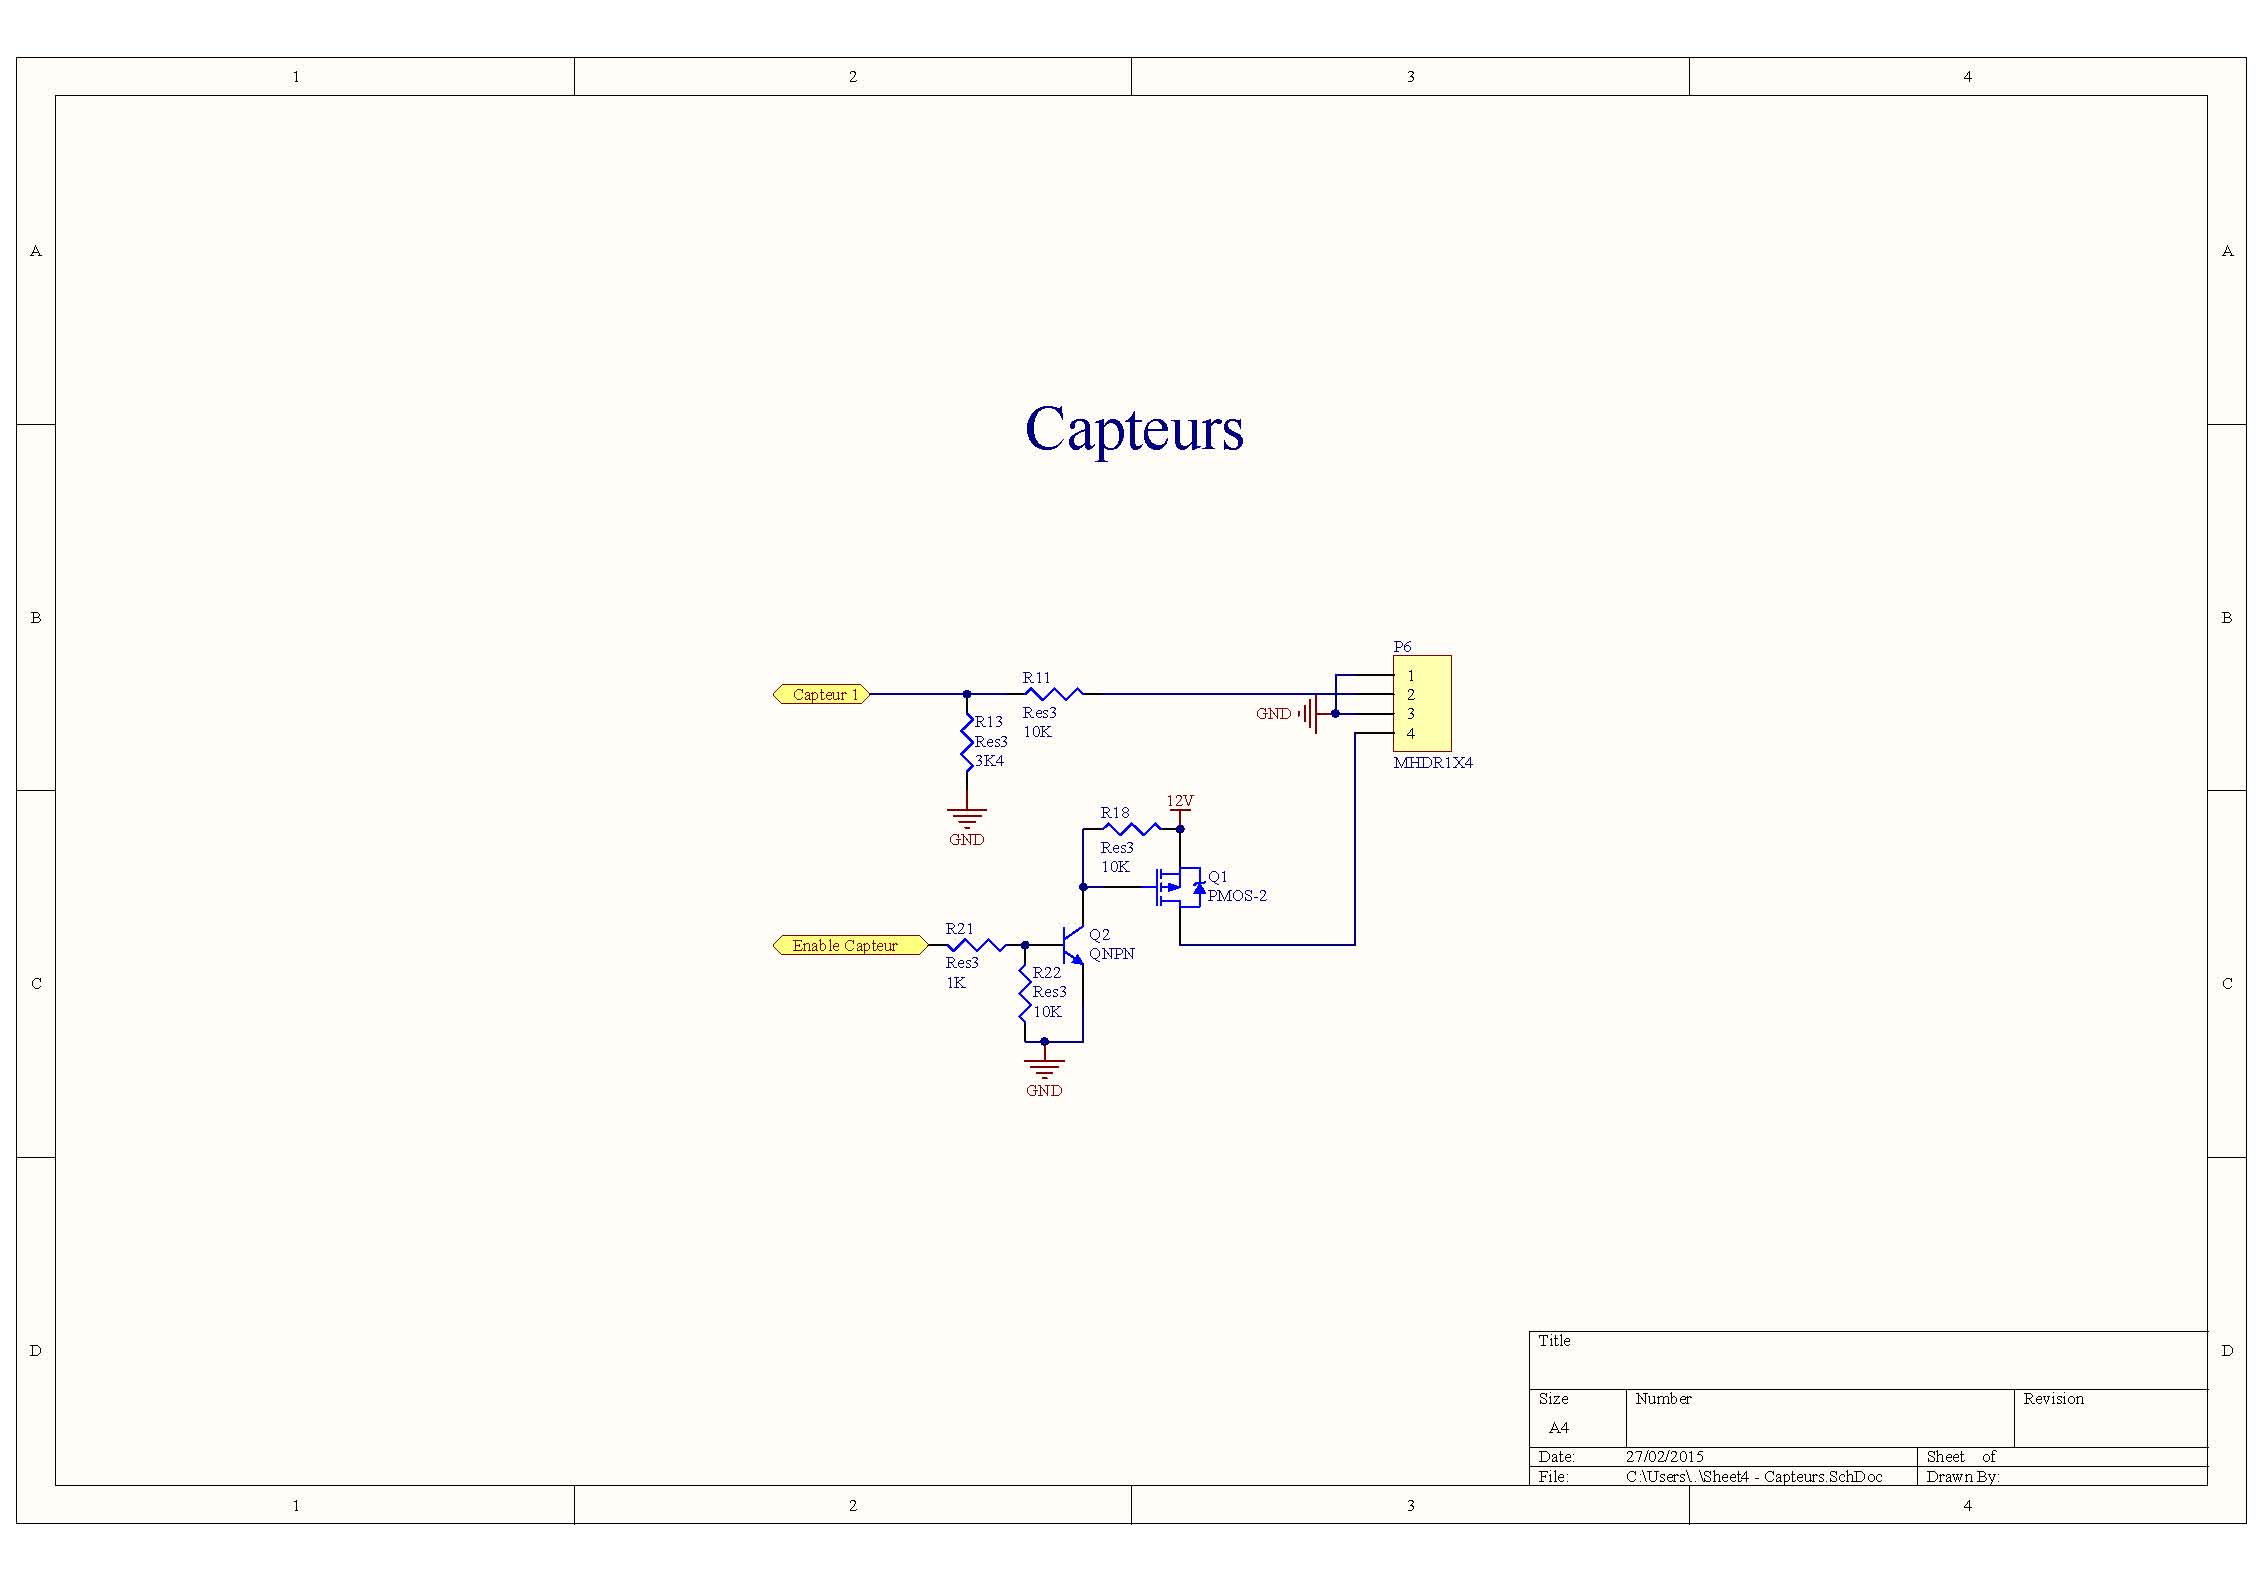 1 2 3 4
A A
Capteurs
B B
P6
Capteur 1
R11
Res3
10K
R13
Res3
3K4
GND
GND
1
2
3
4
MHDR1X4
12V
R18
Res3
10K
Q1
PMOS-2
Enable Capteur
R21
Res3
1K
Q2
QNPN
R22
Res3
10K
GND
C C
D D
Title
Size
A4
Number
Revision
Date: 27/02/2015
Sheet of
File: C:\Users\..\Sheet4 - Capteurs.SchDoc
Drawn By:
1 2 3 4